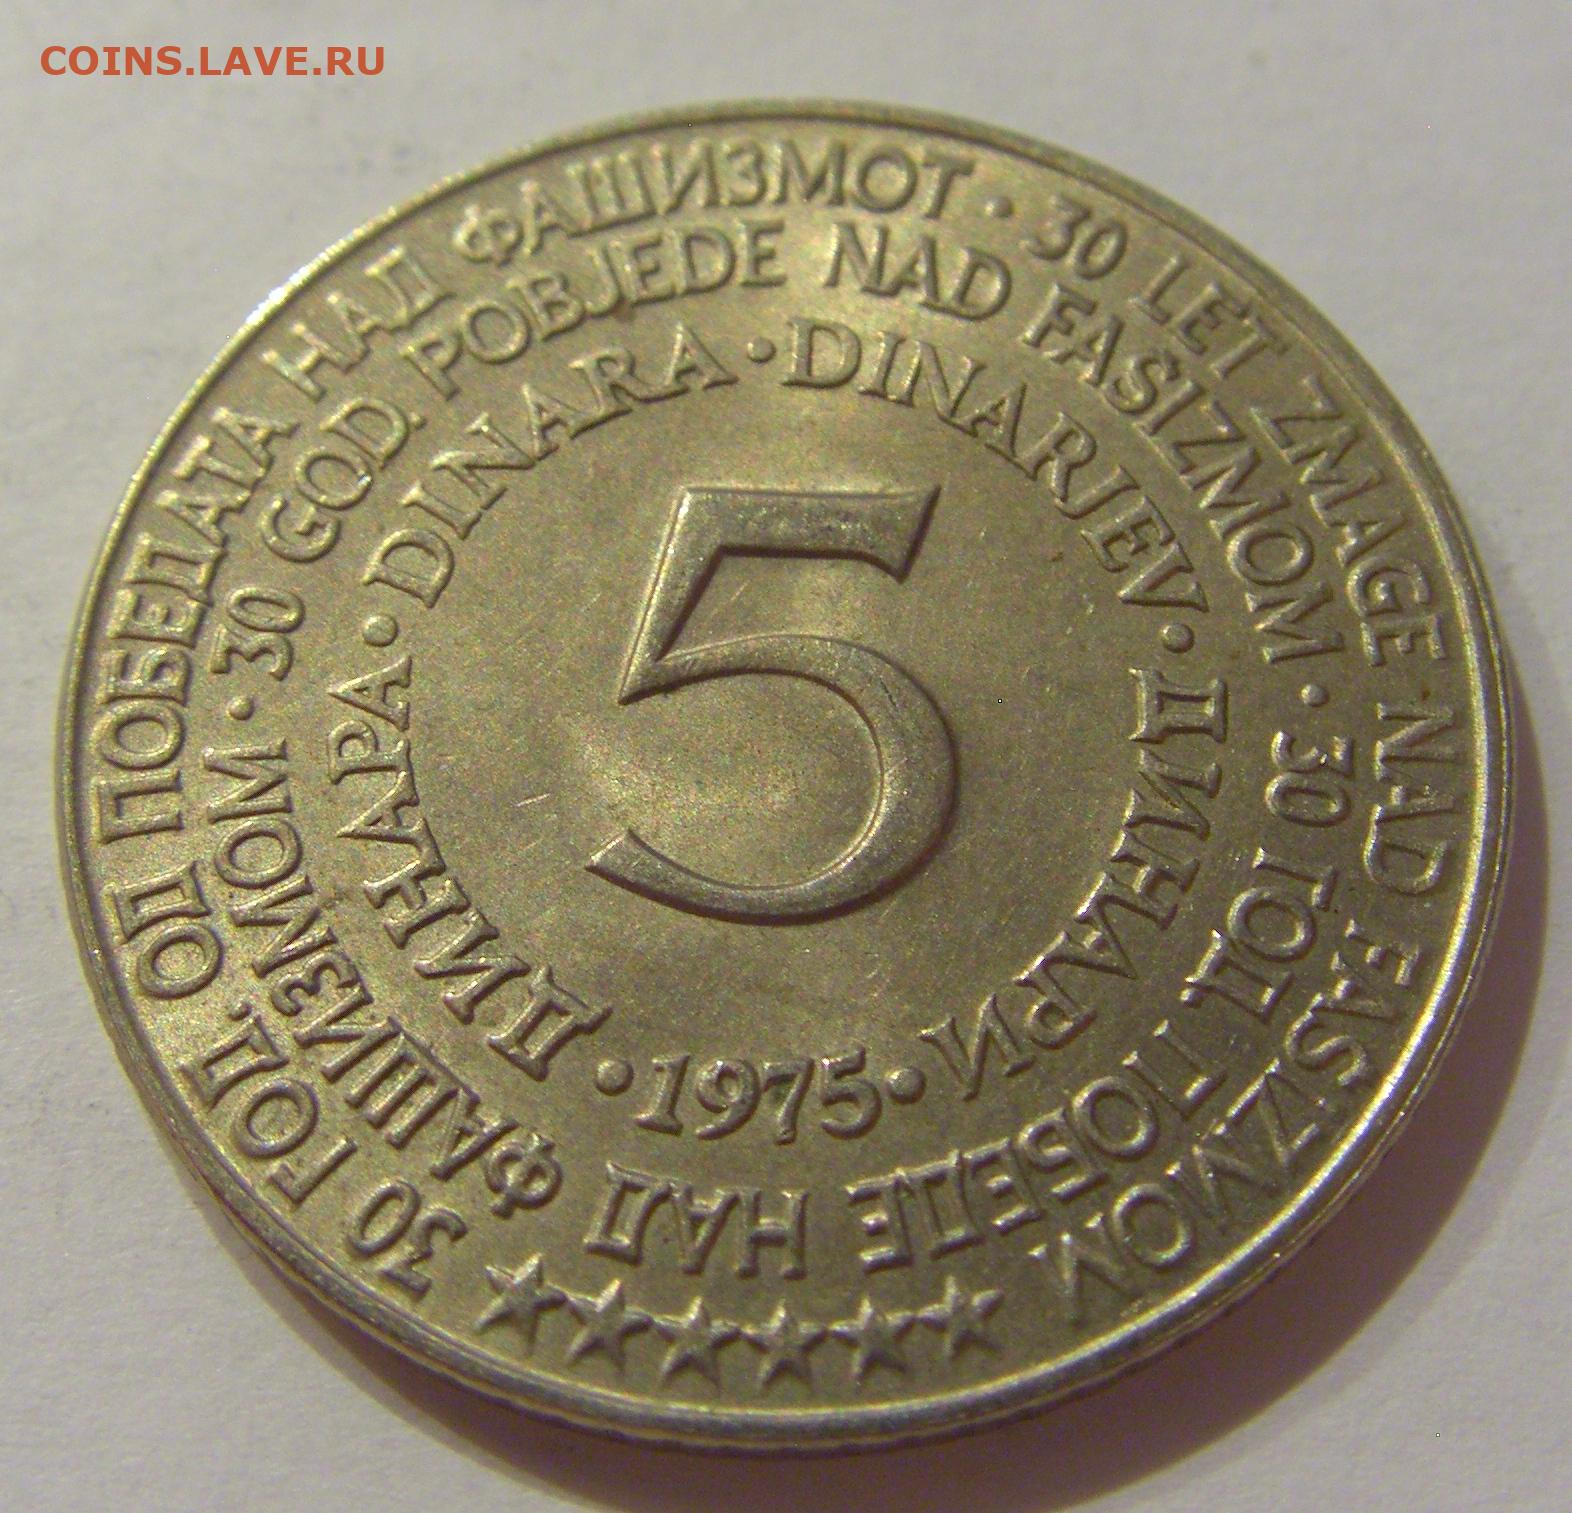 COINS.LAVE.RU
30 ГОД. ОД ПОБЕДАТА НАД ФАШИЗМОТ · 30 LET ZMAGE NAD FAŠIZMOM
ФАШИЗМОМ · 30 GOD. POBJEDE NAD FAŠIZMOM · 30 ГОД. ПОБЕДЕ НАД
ДИНАРА · DINARA · DINARJEV · ДИНАРИ
5
· 1975 ·